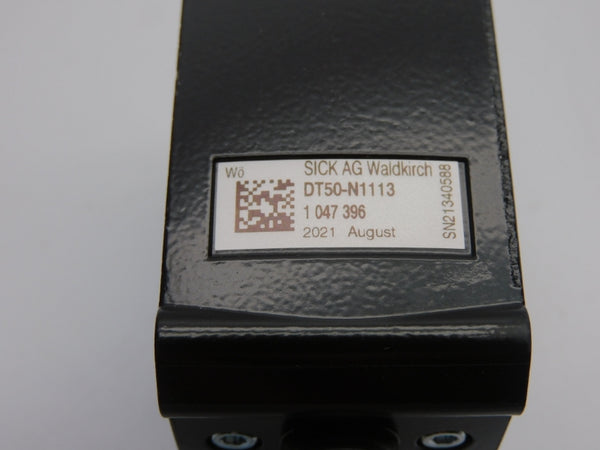 Wö
SICK AG Waldkirch
DT50-N1113
1 047 396
2021 August
SN21340588